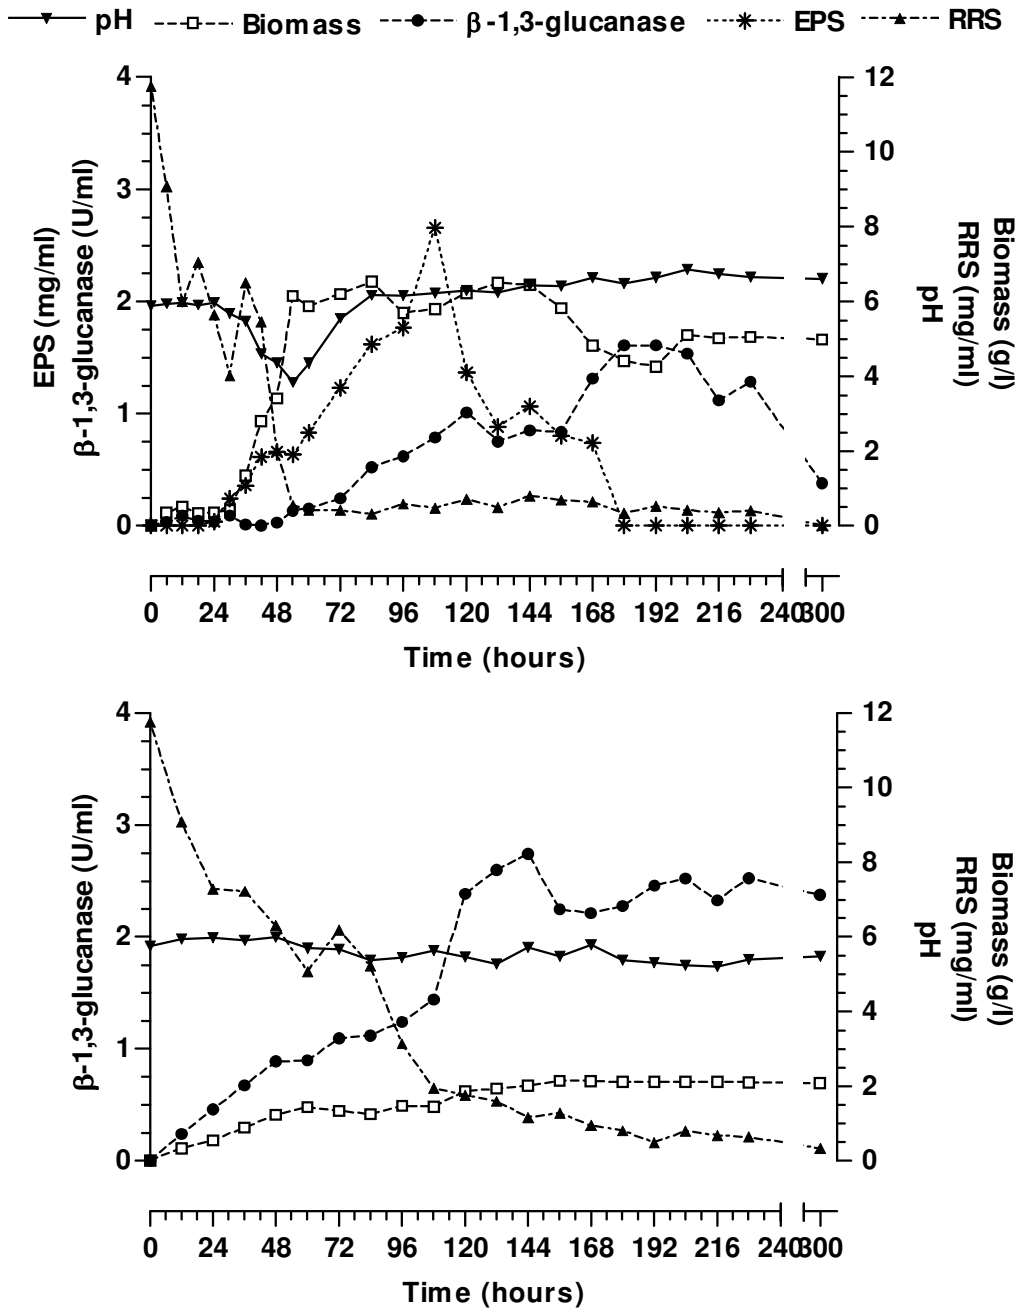 pH Biomass β-1,3-glucanase EPS RRS
4
3
2
1
0
EPS (mg/ml)
β-1,3-glucanase (U/ml)
12
10
8
6
4
2
0
Biomass (g/l)
RRS (mg/ml)
pH
0 24 48 72 96 120 144 168 192 216 240 300
Time (hours)
4
3
2
1
0
β-1,3-glucanase (U/ml)
12
10
8
6
4
2
0
Biomass (g/l)
RRS (mg/ml)
pH
0 24 48 72 96 120 144 168 192 216 240 300
Time (hours)